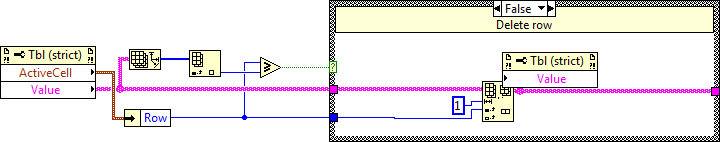 False
Delete row
Tbl (strict)
ActiveCell
Value
Tbl (strict)
Value
?
1
Row